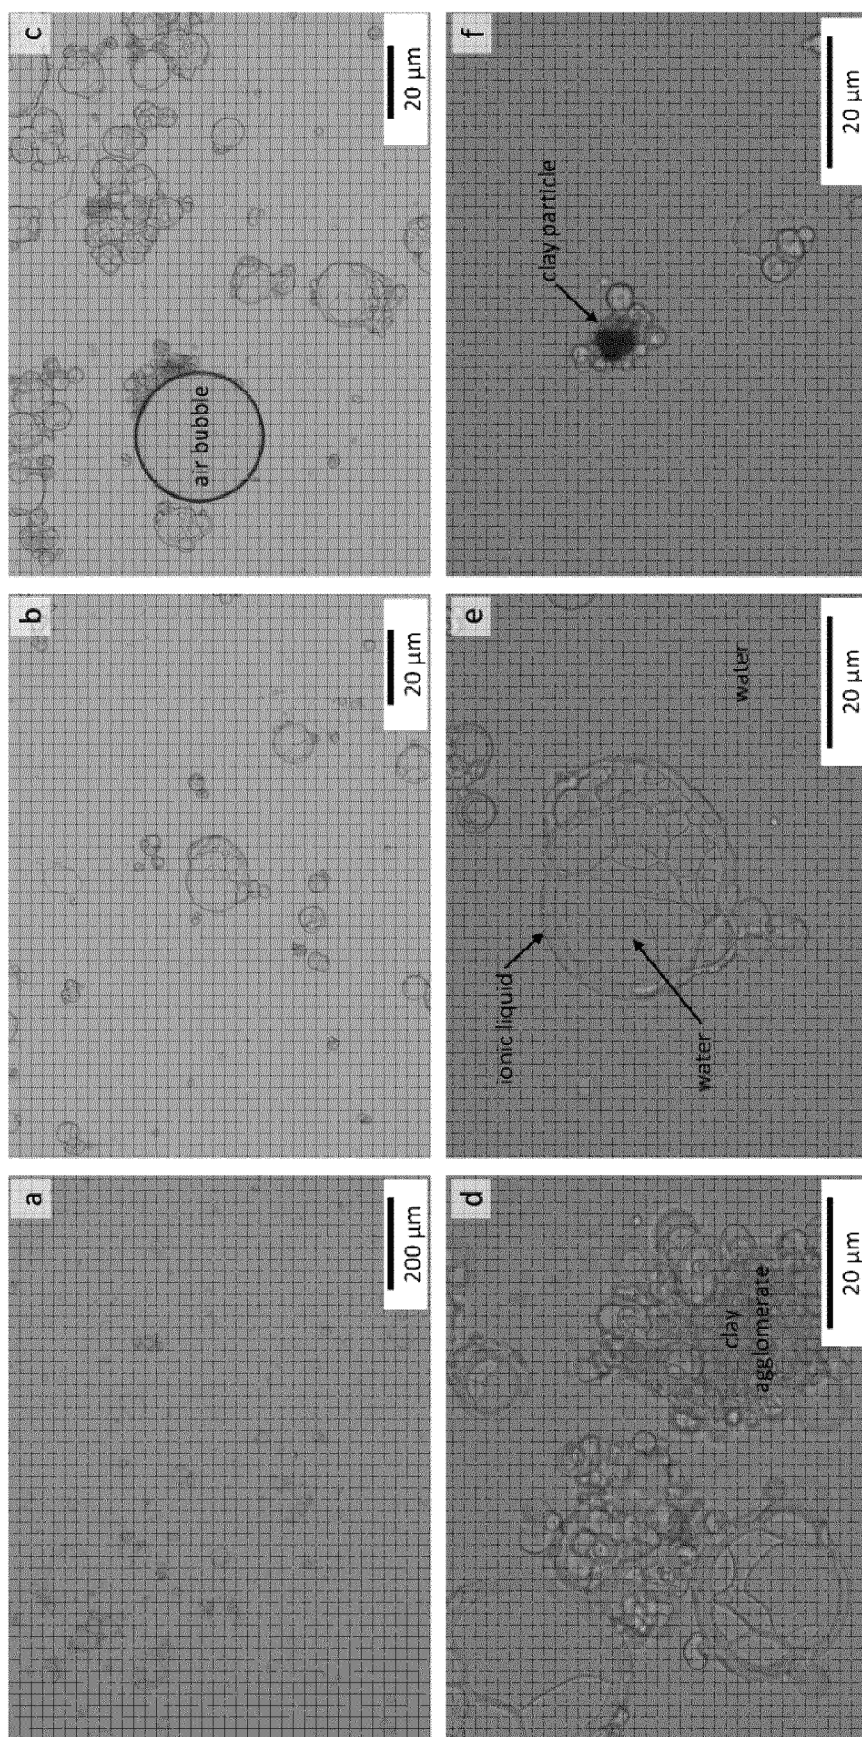 a
200 µm
b
20 µm
c
air bubble
20 µm
d
clay
agglomerate
20 µm
e
ionic liquid
water
water
20 µm
f
clay particle
20 µm